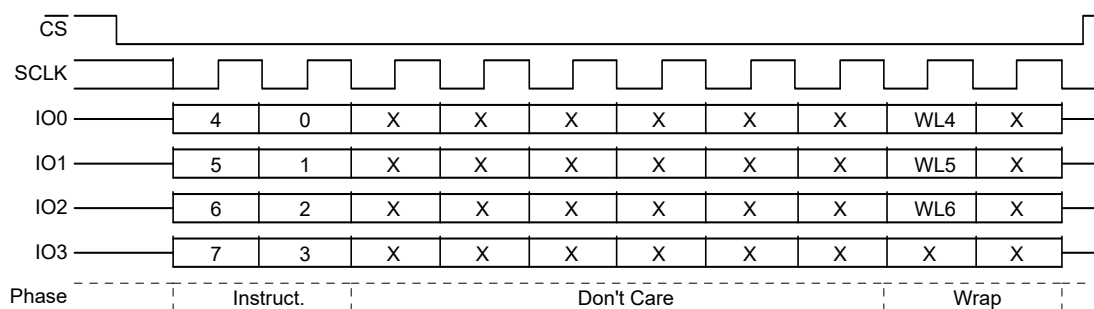 CS
SCLK
IO0 4 0 X X X X X X WL4 X
IO1 5 1 X X X X X X WL5 X
IO2 6 2 X X X X X X WL6 X
IO3 7 3 X X X X X X X X
Phase Instruct. Don't Care Wrap